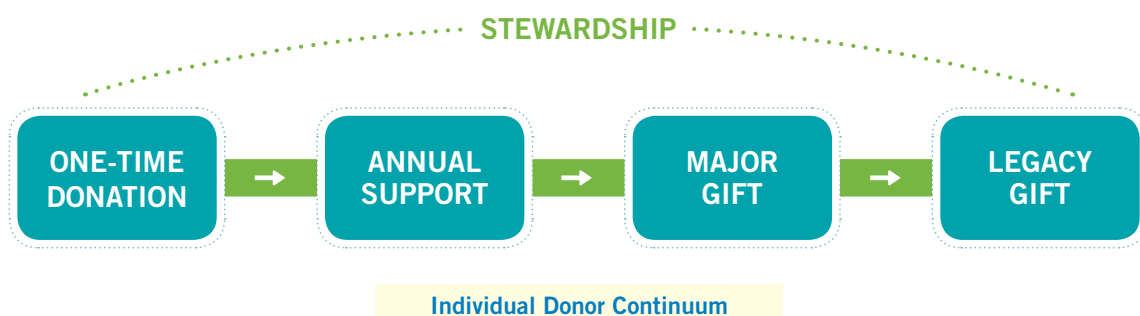 STEWARDSHIP
ONE-TIME
DONATION
ANNUAL
SUPPORT
MAJOR
GIFT
LEGACY
GIFT
Individual Donor Continuum